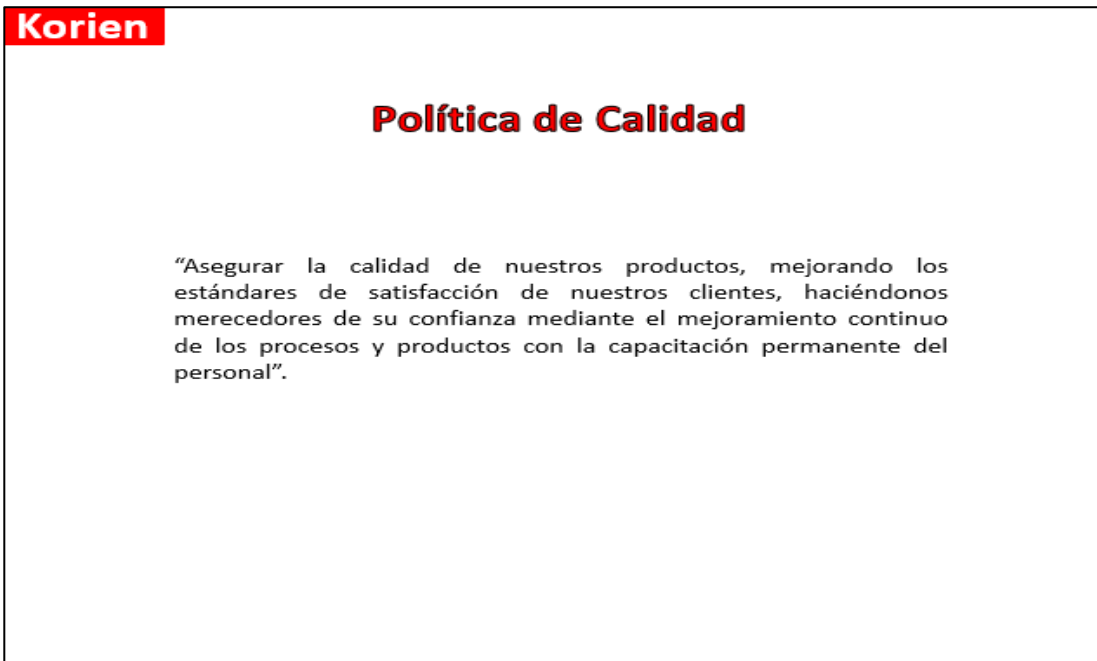 Korien
Política de Calidad
“Asegurar la calidad de nuestros productos, mejorando los
estándares de satisfacción de nuestros clientes, haciéndonos
merecedores de su confianza mediante el mejoramiento continuo
de los procesos y productos con la capacitación permanente del
personal”.